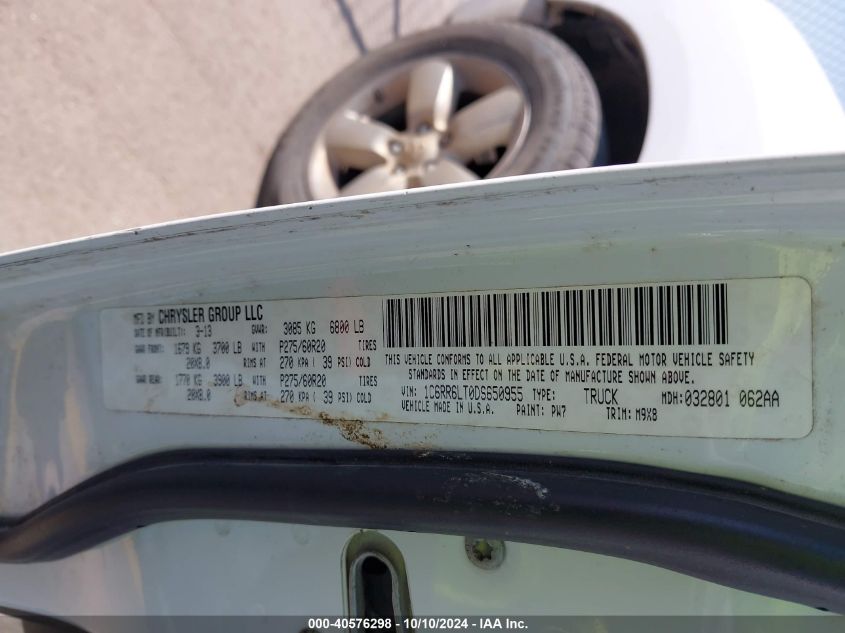 MFD BY CHRYSLER GROUP LLC
DATE OF MFR(BUILT): 3-13 GVWR: 3085 KG 6800 LB
GAWR FRONT: 1679 KG 3700 LB WITH P275/60R20 TIRES
20X8.0 RIMS AT 270 KPA ( 39 PSI) COLD
GAWR REAR: 1770 KG 3900 LB WITH P275/60R20 TIRES
20X8.0 RIMS AT 270 KPA ( 39 PSI) COLD
THIS VEHICLE CONFORMS TO ALL APPLICABLE U.S.A. FEDERAL MOTOR VEHICLE SAFETY
STANDARDS IN EFFECT ON THE DATE OF MANUFACTURE SHOWN ABOVE.
VIN: 1C6RR6LT0DS650955 TYPE: TRUCK MDH: 032801 062AA
VEHICLE MADE IN U.S.A. PAINT: PW7 TRIM: M9X8
000-40576298 - 10/10/2024 - IAA Inc.